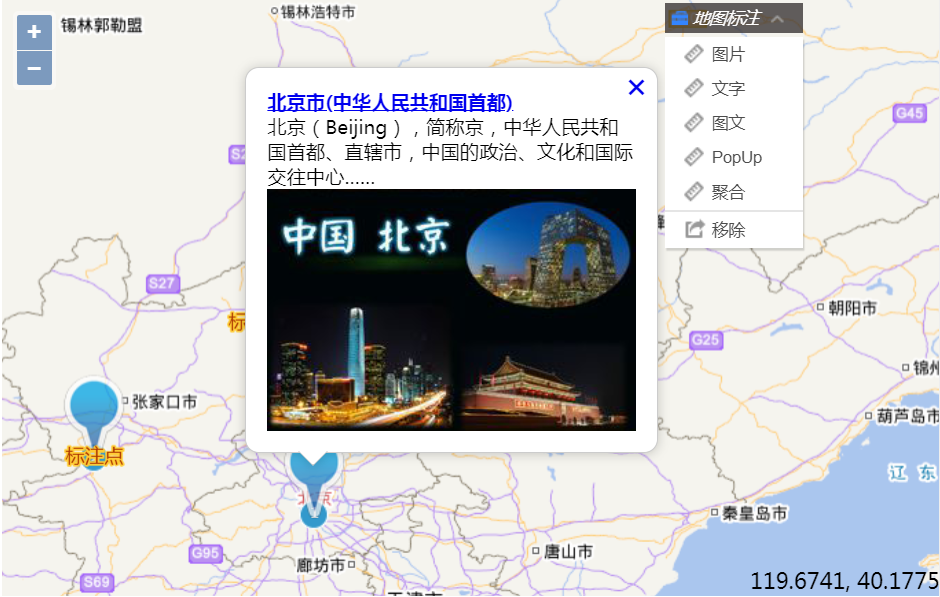 锡林浩特市
锡林郭勒盟
+
−
地图标注
图片
文字
图文
PopUp
聚合
移除
北京市(中华人民共和国首都)
北京（Beijing），简称京，中华人民共和
国首都、直辖市，中国的政治、文化和国际
交往中心......
中国 北京
G45
S27
朝阳市
G25
锦州
张家口市
葫芦岛市
标注点
辽 东
北京
秦皇岛市
唐山市
G95
廊坊市
S69
119.6741, 40.1775